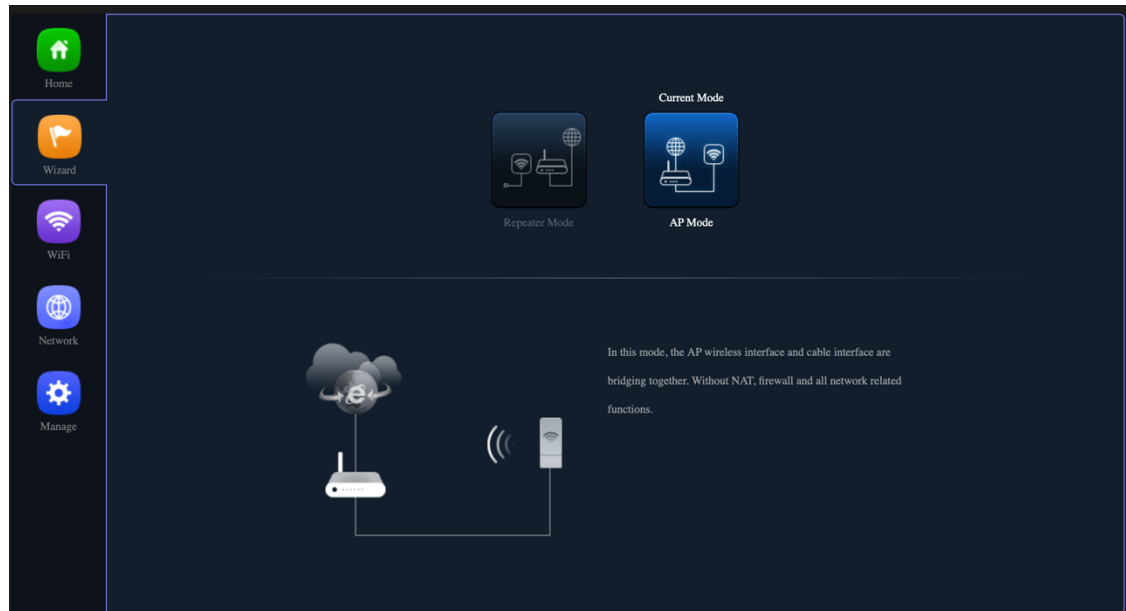 Home
Wizard
WiFi
Network
Manage
Current Mode
Repeater Mode
AP Mode
In this mode, the AP wireless interface and cable interface are
bridging together. Without NAT, firewall and all network related
functions.